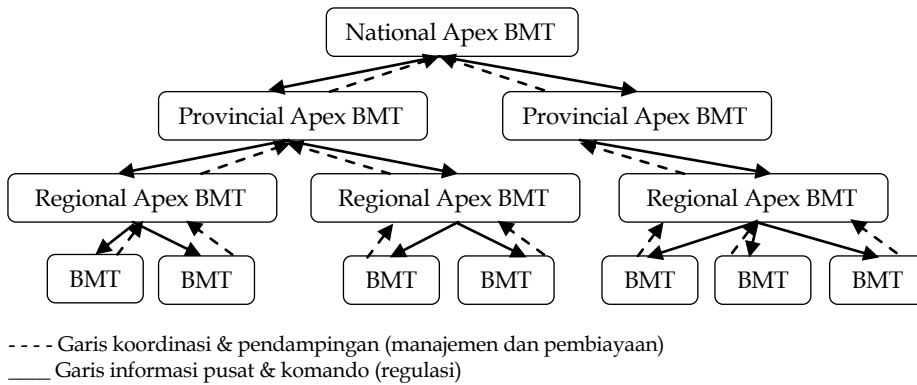 National Apex BMT
Provincial Apex BMT
Provincial Apex BMT
Regional Apex BMT
Regional Apex BMT
Regional Apex BMT
BMT
BMT
BMT
BMT
BMT
BMT
BMT
- - - - Garis koordinasi & pendampingan (manajemen dan pembiayaan)
____ Garis informasi pusat & komando (regulasi)